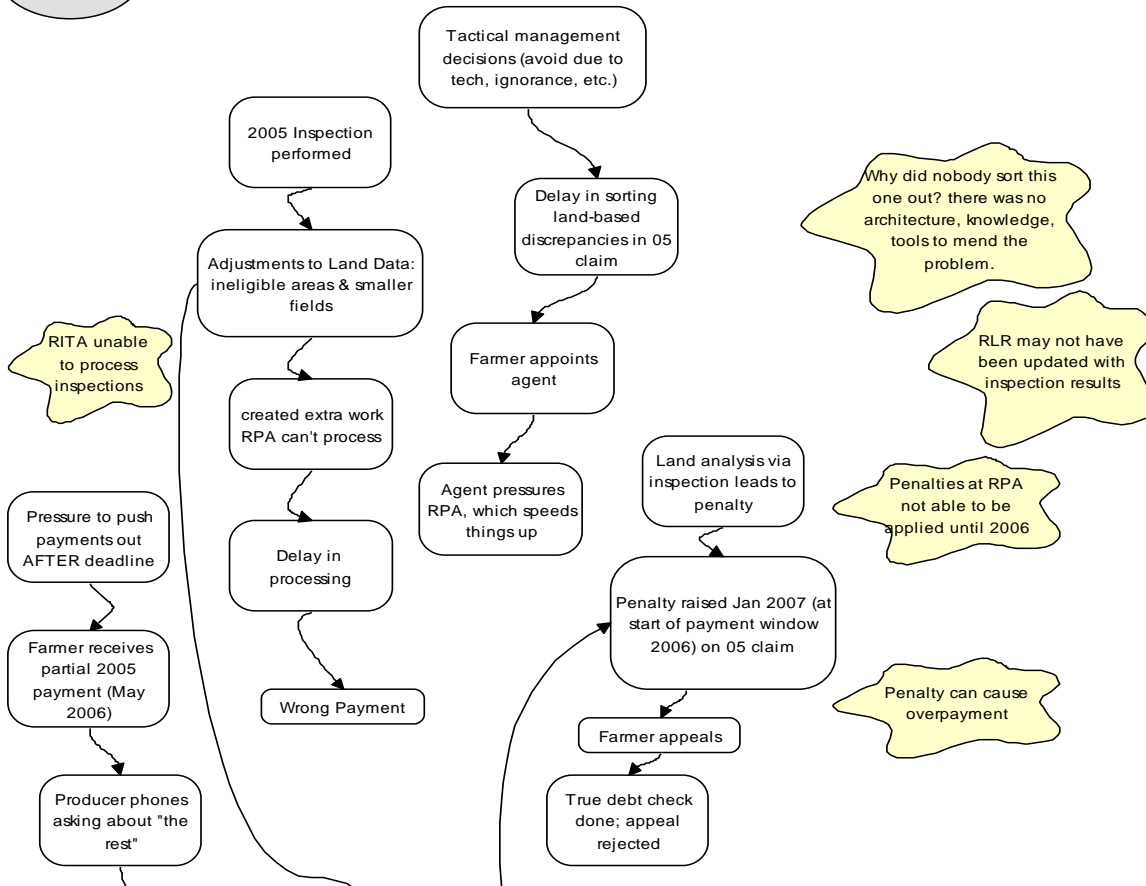 Tactical management
decisions (avoid due to
tech, ignorance, etc.)
2005 Inspection
performed
Delay in sorting
land-based
discrepancies in 05
claim
Why did nobody sort this
one out? there was no
architecture, knowledge,
tools to mend the
problem.
Adjustments to Land Data:
ineligible areas & smaller
fields
RITA unable
to process
inspections
Farmer appoints
agent
RLR may not have
been updated with
inspection results
created extra work
RPA can't process
Land analysis via
inspection leads to
penalty
Agent pressures
RPA, which speeds
things up
Penalties at RPA
not able to be
applied until 2006
Pressure to push
payments out
AFTER deadline
Delay in
processing
Penalty raised Jan 2007 (at
start of payment window
2006) on 05 claim
Farmer receives
partial 2005
payment (May
2006)
Wrong Payment
Penalty can cause
overpayment
Farmer appeals
Producer phones
asking about "the
rest"
True debt check
done; appeal
rejected